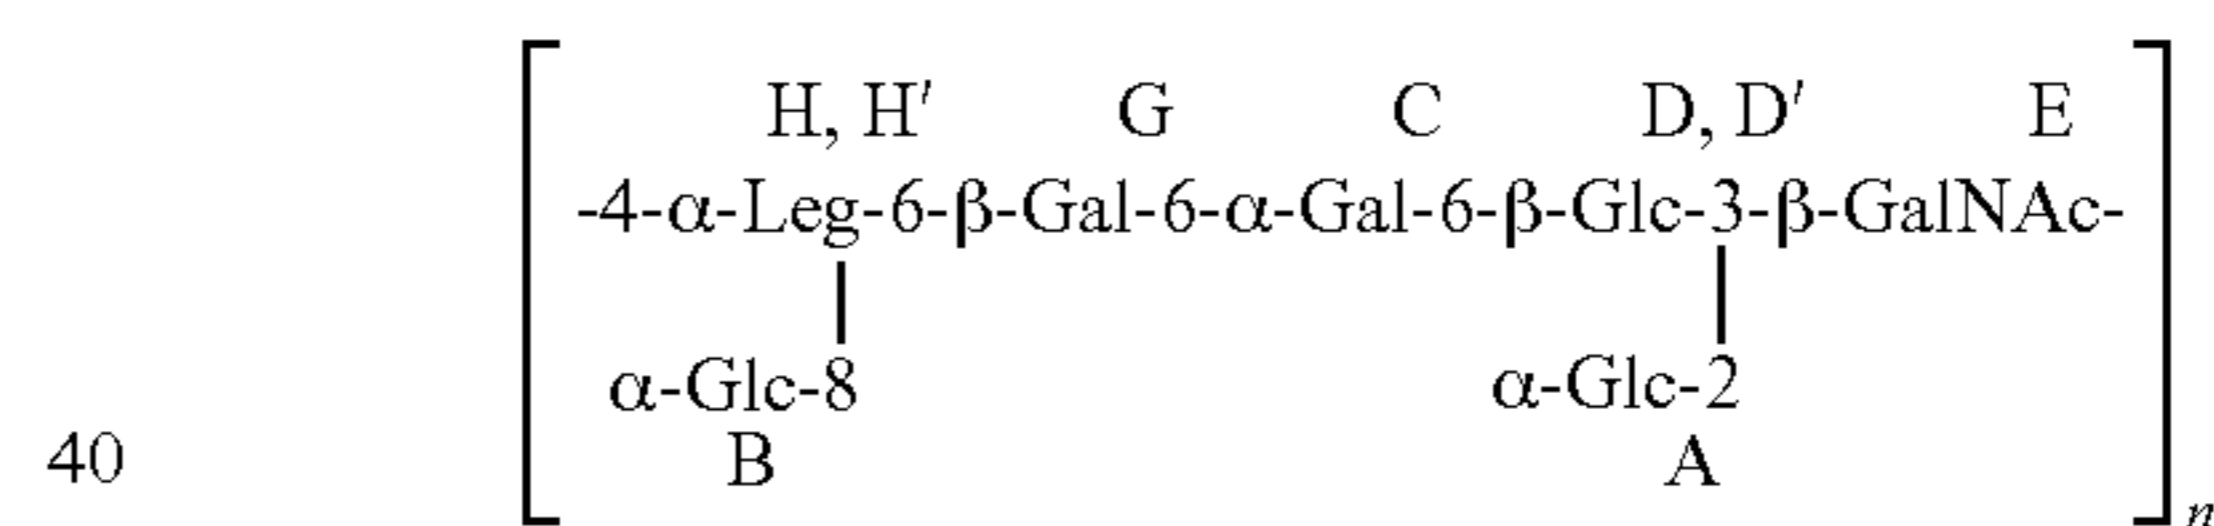 H, H′ G C D, D′ E
-4-α-Leg-6-β-Gal-6-α-Gal-6-β-Glc-3-β-GalNAc-
α-Glc-8 α-Glc-2
40 B A
n